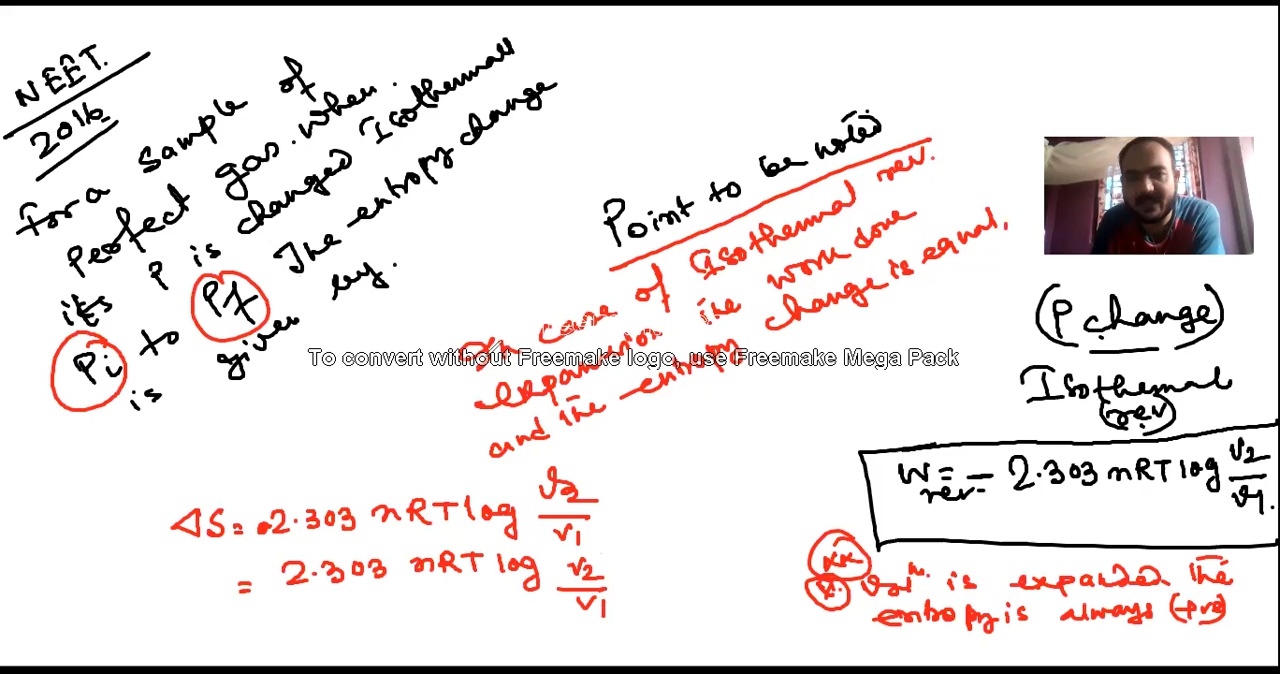 NEET.
2016
for a sample of
perfect gas. when
its P is changed Isothermall
Pi to Pf The entropy change
is given by.
Point to be noted
In case of Isothermal rev.
expansion the work done
and the entropy change is equal.
To convert without Freemake logo, use Freemake Mega Pack
(P change)
Isothermal
(rev)
W = - 2.303 nRT log V2/V1
rev
ΔS = 2.303 nRT log V2/V1
= 2.303 nRT log V2/V1
** is expanded the
* entropy is always (+ve)